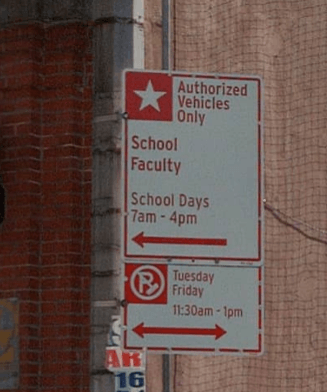 Authorized
Vehicles
Only
School
Faculty
School Days
7am - 4pm
P
Tuesday
Friday
11:30am - 1pm
AR
16